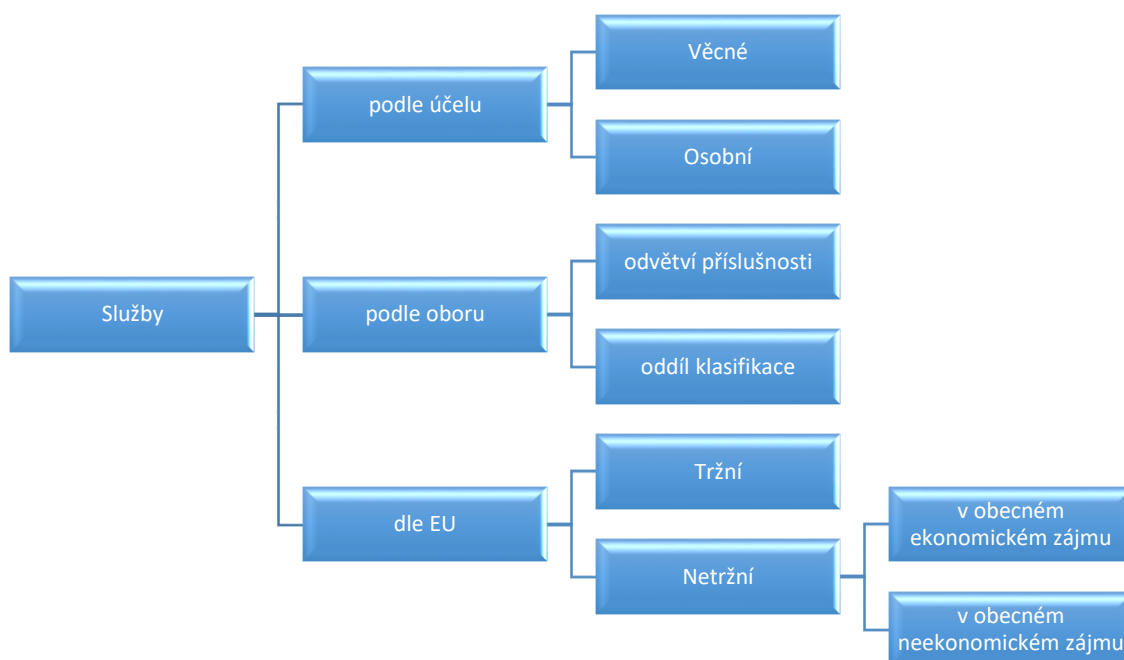 Služby
podle účelu
Věcné
Osobní
podle oboru
odvětví příslušnosti
oddíl klasifikace
dle EU
Tržní
Netržní
v obecném
ekonomickém zájmu
v obecném
neekonomickém zájmu